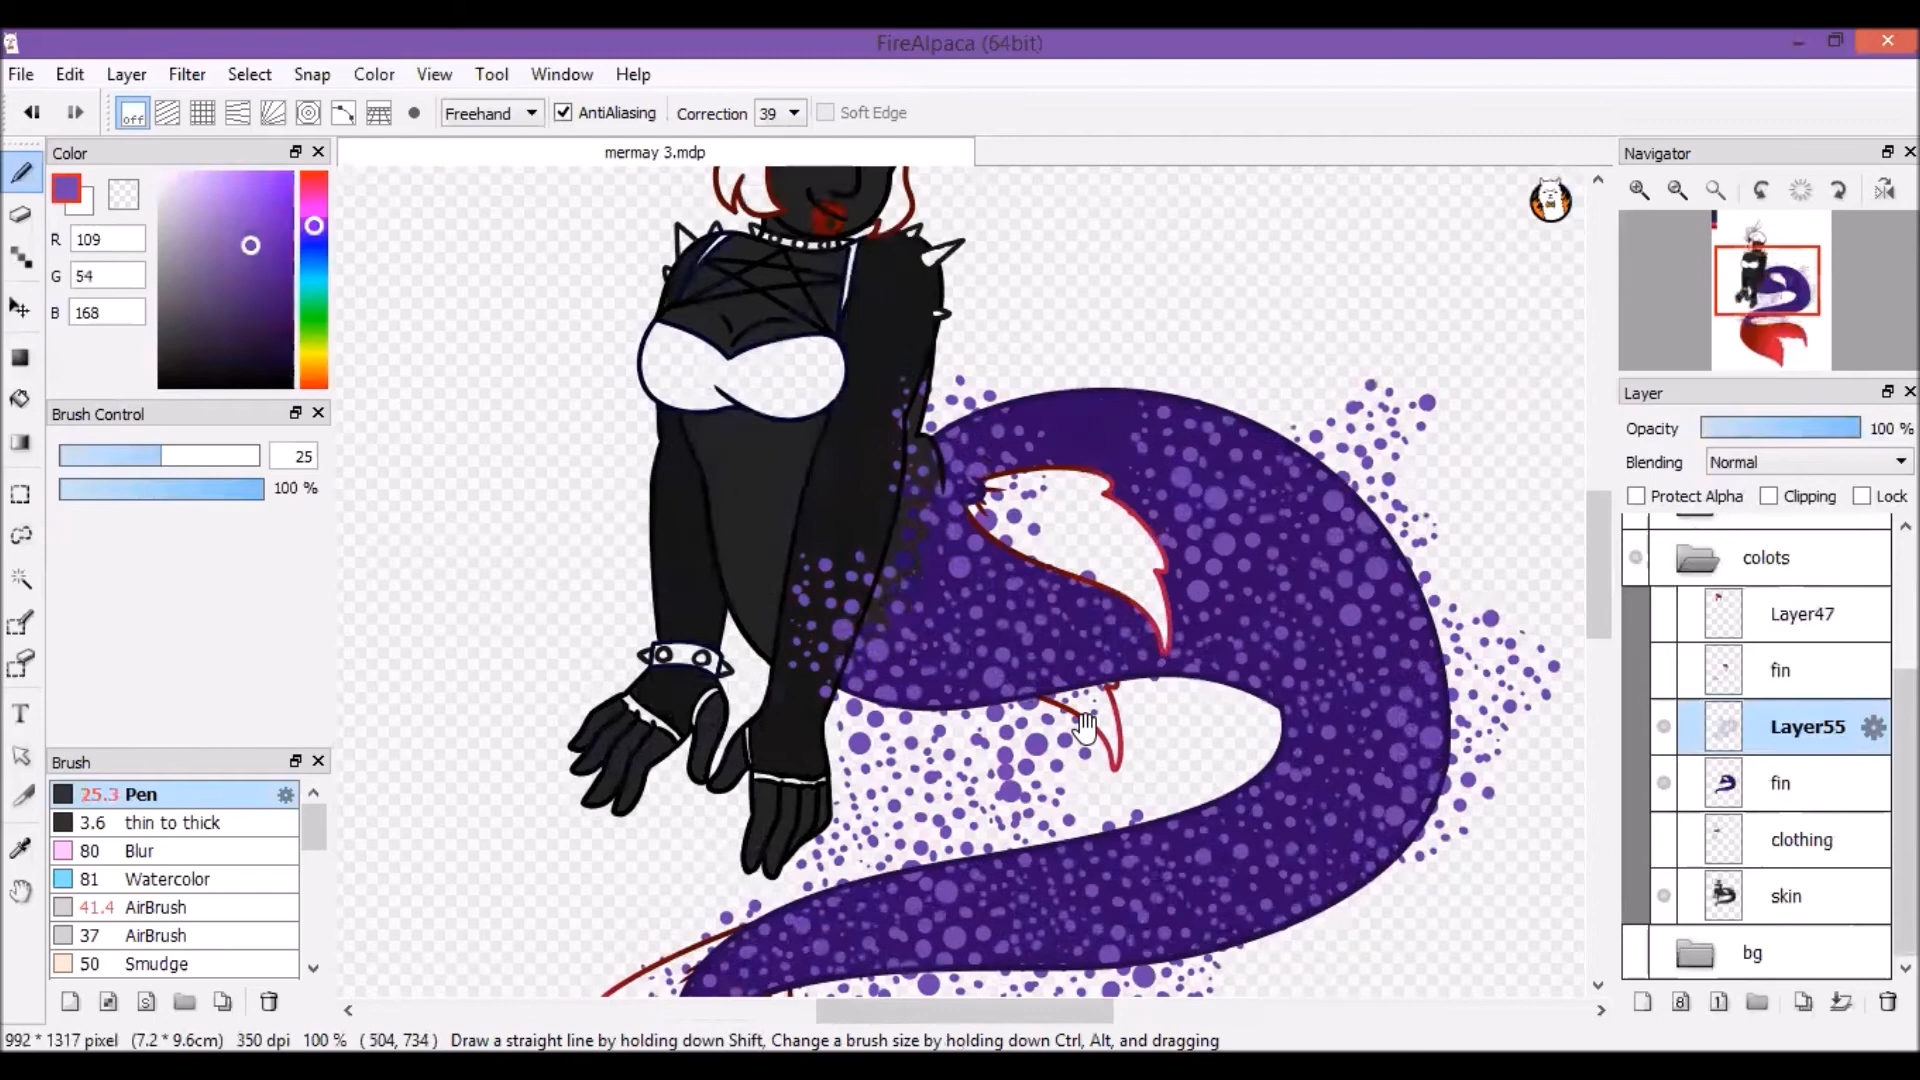 FireAlpaca (64bit)
File Edit Layer Filter Select Snap Color View Tool Window Help
off Freehand AntiAliasing Correction 39 Soft Edge
Color
R 109
G 54
B 168
Brush Control
25
100 %
Brush
25.3 Pen
3.6 thin to thick
80 Blur
81 Watercolor
41.4 AirBrush
37 AirBrush
50 Smudge
mermay 3.mdp
Navigator
Layer
Opacity 100 %
Blending Normal
Protect Alpha Clipping Lock
colots
Layer47
fin
Layer55
fin
clothing
skin
bg
992 * 1317 pixel (7.2 * 9.6cm) 350 dpi 100 % ( 504, 734 ) Draw a straight line by holding down Shift, Change a brush size by holding down Ctrl, Alt, and dragging